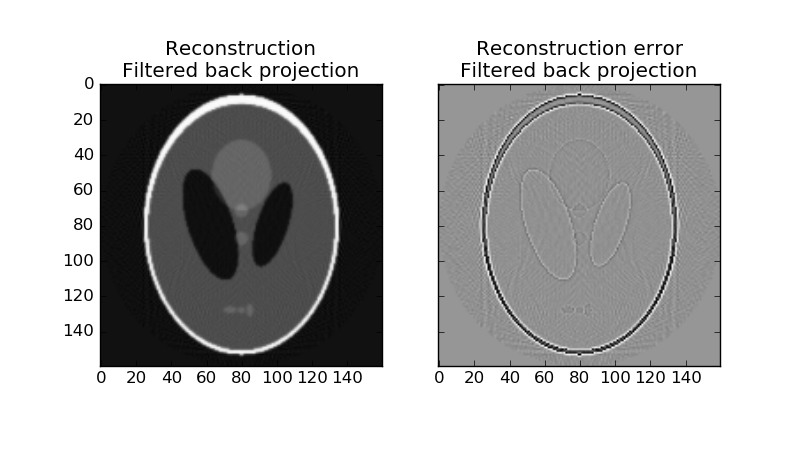 Reconstruction
Filtered back projection
Reconstruction error
Filtered back projection
0
20
40
60
80
100
120
140
0 20 40 60 80 100 120 140
0 20 40 60 80 100 120 140